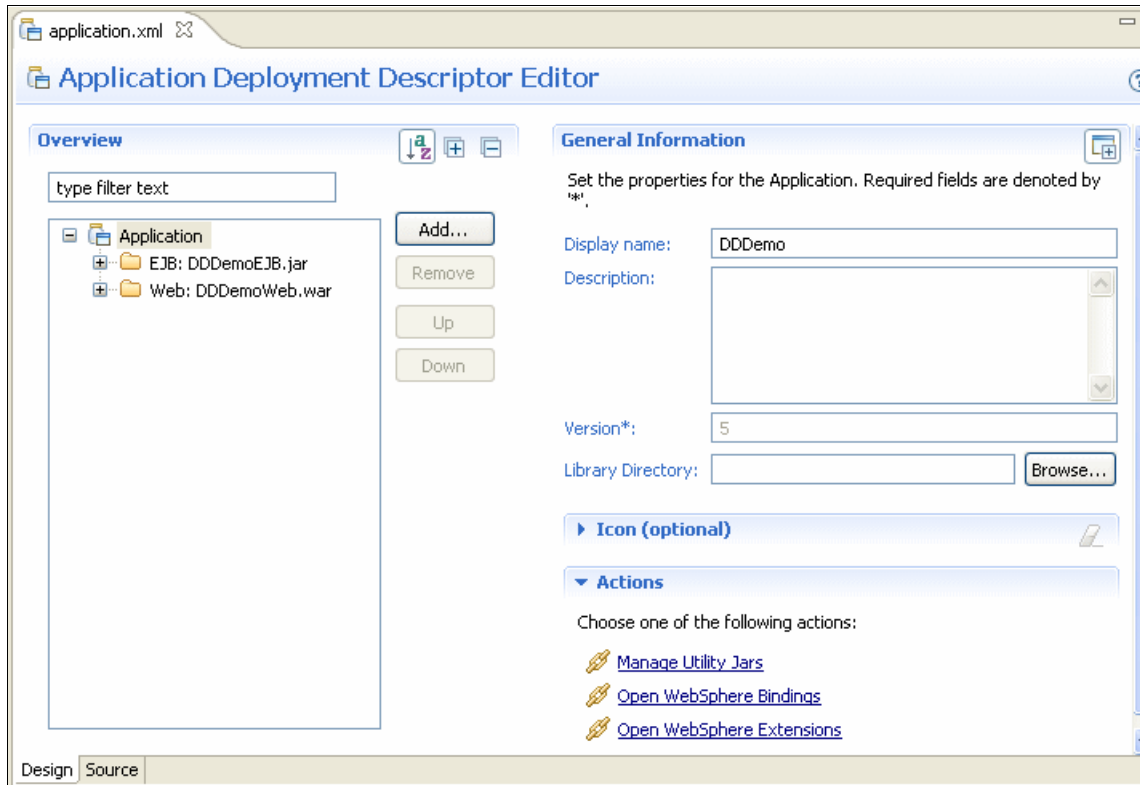 application.xml
Application Deployment Descriptor Editor
Overview
type filter text
Application
EJB: DDDemoEJB.jar
Web: DDDemoWeb.war
Add...
Remove
Up
Down
General Information
Set the properties for the Application. Required fields are denoted by
'*'.
Display name: DDDemo
Description:
Version*: 5
Library Directory: Browse...
Icon (optional)
Actions
Choose one of the following actions:
Manage Utility Jars
Open WebSphere Bindings
Open WebSphere Extensions
Design Source